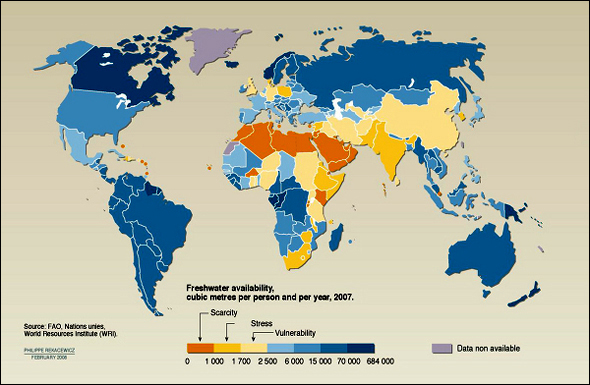 Freshwater availability,
cubic metres per person and per year, 2007.
Scarcity
Stress
Vulnerability
0 1 000 1 700 2 500 6 000 15 000 70 000 684 000
Data non available
Source: FAO, Nations unies,
World Resources Institute (WRI).
PHILIPPE REKACEWICZ
FEBRUARY 2008